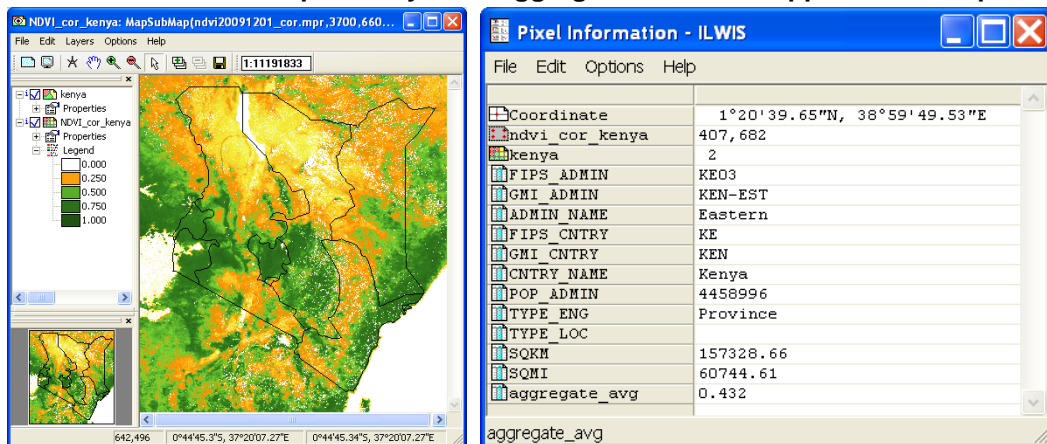 NDVI_cor_kenya: MapSubMap(ndvi20091201_cor.mpr,3700,660...
File Edit Layers Options Help
1:11191833
kenya
Properties
NDVI_cor_kenya
Properties
Legend
0.000
0.250
0.500
0.750
1.000
642,496 0°44'45.3"S, 37°20'07.27"E 0°44'45.34"S, 37°20'07.27"E
Pixel Information - ILWIS
File Edit Options Help
Coordinate 1°20'39.65"N, 38°59'49.53"E
ndvi_cor_kenya 407,682
kenya 2
FIPS_ADMIN KE03
GMI_ADMIN KEN-EST
ADMIN_NAME Eastern
FIPS_CNTRY KE
GMI_CNTRY KEN
CNTRY_NAME Kenya
POP_ADMIN 4458996
TYPE_ENG Province
TYPE_LOC
SQKM 157328.66
SQMI 60744.61
aggregate_avg 0.432
aggregate_avg